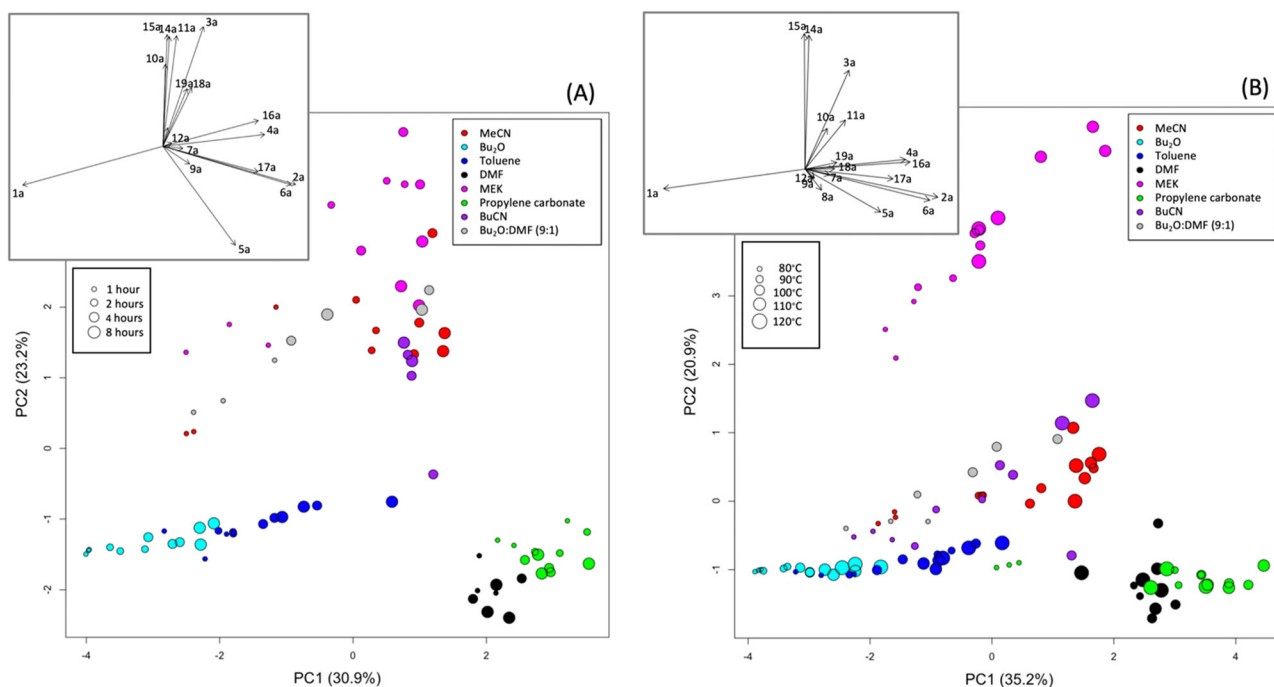 15a 14a 11a 3a
10a
19a 18a
16a
4a
12a
7a
9a
17a
2a
1a
6a
5a
(A)
MeCN
Bu₂O
Toluene
DMF
MEK
Propylene carbonate
BuCN
Bu₂O:DMF (9:1)
1 hour
2 hours
4 hours
8 hours
PC2 (23.2%)
2
1
0
-1
-2
-4 -2 0 2
PC1 (30.9%)
15a 14a
3a
10a 11a
19a 4a
18a 16a
12a 7a 17a
9a
1a
8a 2a
5a 6a
(B)
MeCN
Bu₂O
Toluene
DMF
MEK
Propylene carbonate
BuCN
Bu₂O:DMF (9:1)
80°C
90°C
100°C
110°C
120°C
PC2 (20.9%)
3
2
1
0
-1
-4 -2 0 2 4
PC1 (35.2%)